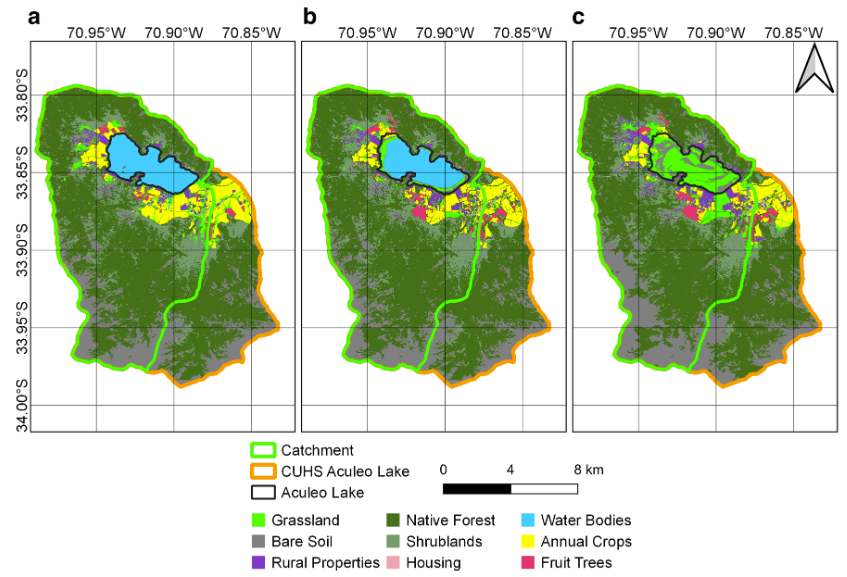 a b c
70.95°W 70.90°W 70.85°W 70.95°W 70.90°W 70.85°W 70.95°W 70.90°W 70.85°W
33.80°S
33.85°S
33.90°S
33.95°S
34.00°S
Catchment
CUHS Aculeo Lake
Aculeo Lake
0 4 8 km
Grassland Native Forest Water Bodies
Bare Soil Shrublands Annual Crops
Rural Properties Housing Fruit Trees